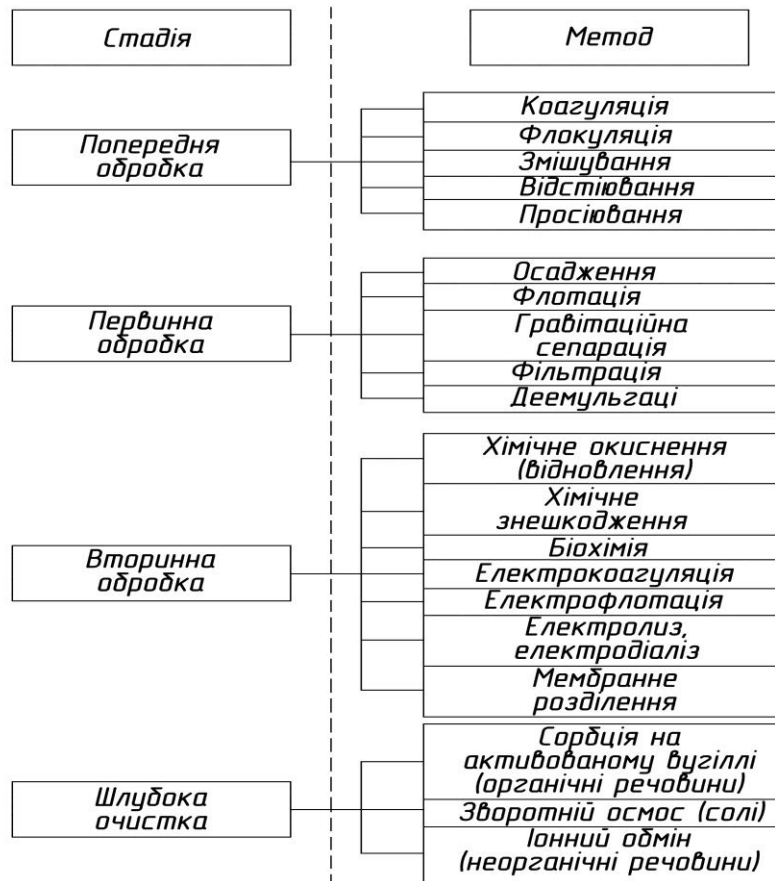 Стадія
Метод
Попередня
обробка
Коагуляція
Флокуляція
Змішування
Відстіювання
Просіювання
Первинна
обробка
Осадження
Флотація
Гравітаційна
сепарація
Фільтрація
Деемульгаці
Вторинна
обробка
Хімічне окиснення
(відновлення)
Хімічне
знешкодження
Біохімія
Електрокоагуляція
Електрофлотація
Електролиз,
електродіаліз
Мембранне
розділення
Шлубока
очистка
Сорбція на
активованому вугіллі
(органічні речовини)
Зворотній осмос (солі)
Іонний обмін
(неорганічні речовини)